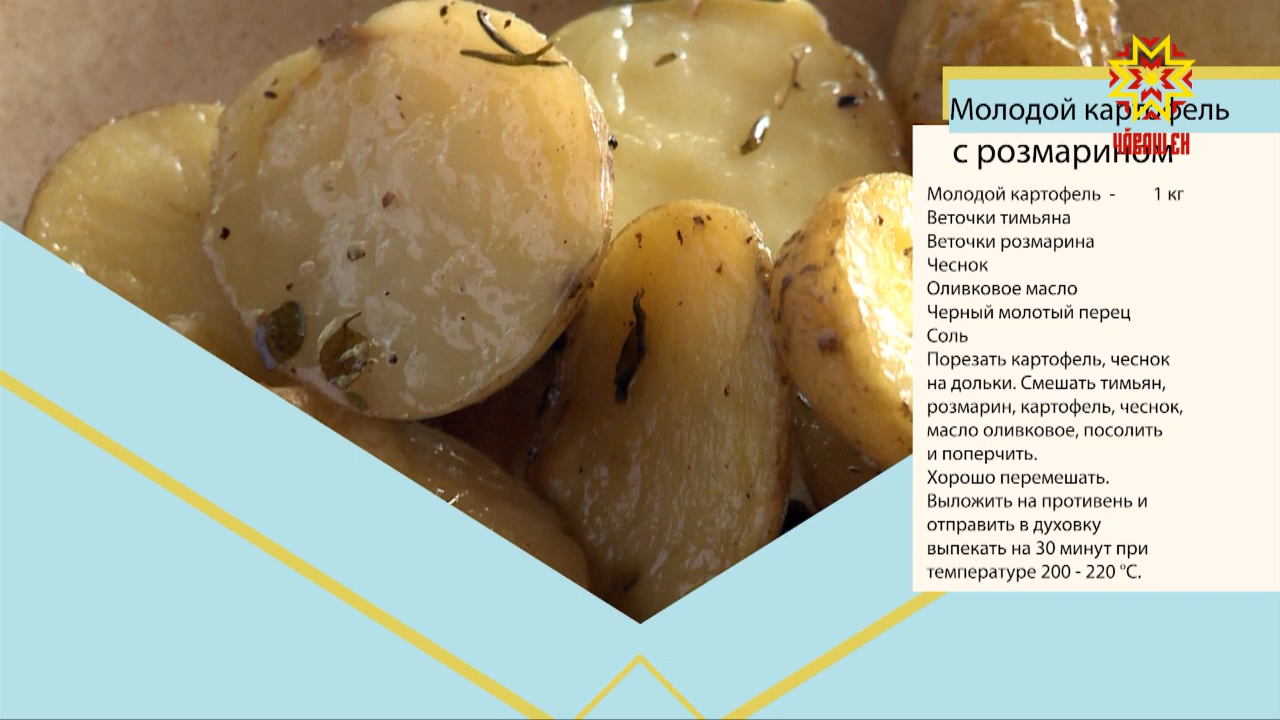 Молодой картофель
с розмарином
ЧӐВАШ ЕН
Молодой картофель - 1 кг
Веточки тимьяна
Веточки розмарина
Чеснок
Оливковое масло
Черный молотый перец
Соль
Порезать картофель, чеснок
на дольки. Смешать тимьян,
розмарин, картофель, чеснок,
масло оливковое, посолить
и поперчить.
Хорошо перемешать.
Выложить на противень и
отправить в духовку
выпекать на 30 минут при
температуре 200 - 220 °С.